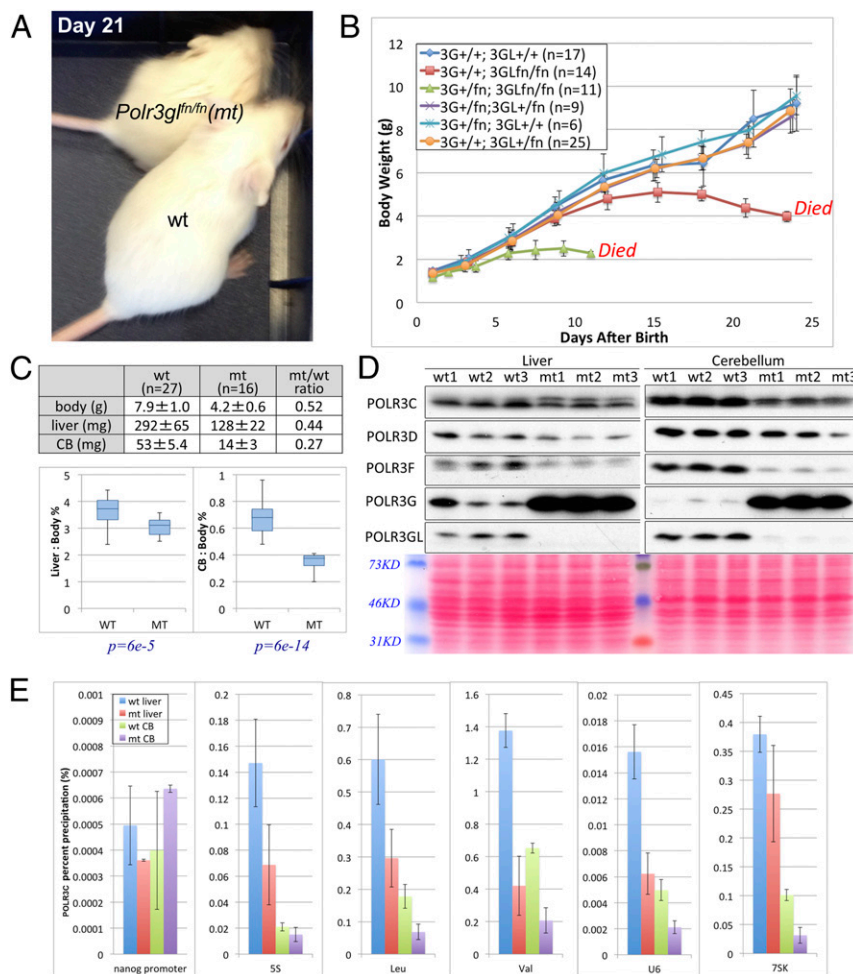 A
Day 21
Polr3gl^fn/fn(mt)
wt
B
Body Weight (g)
12
10
8
6
4
2
0
3G+/+; 3GL+/+ (n=17)
3G+/+; 3GLfn/fn (n=14)
3G+/fn; 3GLfn/fn (n=11)
3G+/fn;3GL+/fn (n=9)
3G+/fn; 3GL+/+ (n=6)
3G+/+; 3GL+/fn (n=25)
Died
Died
0 5 10 15 20 25
Days After Birth
C
wt (n=27) mt (n=16) mt/wt ratio
body (g) 7.9±1.0 4.2±0.6 0.52
liver (mg) 292±65 128±22 0.44
CB (mg) 53±5.4 14±3 0.27
Liver : Body %
5
4
3
2
1
0
WT MT
p=6e-5
CB : Body %
1
0.8
0.6
0.4
0.2
0
WT MT
p=6e-14
D
Liver Cerebellum
wt1 wt2 wt3 mt1 mt2 mt3 wt1 wt2 wt3 mt1 mt2 mt3
POLR3C
POLR3D
POLR3F
POLR3G
POLR3GL
73KD
46KD
31KD
E
POLR3C percent precipitation (%)
0.001
0.0009
0.0008
0.0007
0.0006
0.0005
0.0004
0.0003
0.0002
0.0001
0
wt liver
mt liver
wt CB
mt CB
nanog promoter
0.2
0.18
0.16
0.14
0.12
0.1
0.08
0.06
0.04
0.02
0
5S
0.8
0.7
0.6
0.5
0.4
0.3
0.2
0.1
0
Leu
1.6
1.4
1.2
1
0.8
0.6
0.4
0.2
0
Val
0.02
0.018
0.016
0.014
0.012
0.01
0.008
0.006
0.004
0.002
0
U6
0.45
0.4
0.35
0.3
0.25
0.2
0.15
0.1
0.05
0
7SK